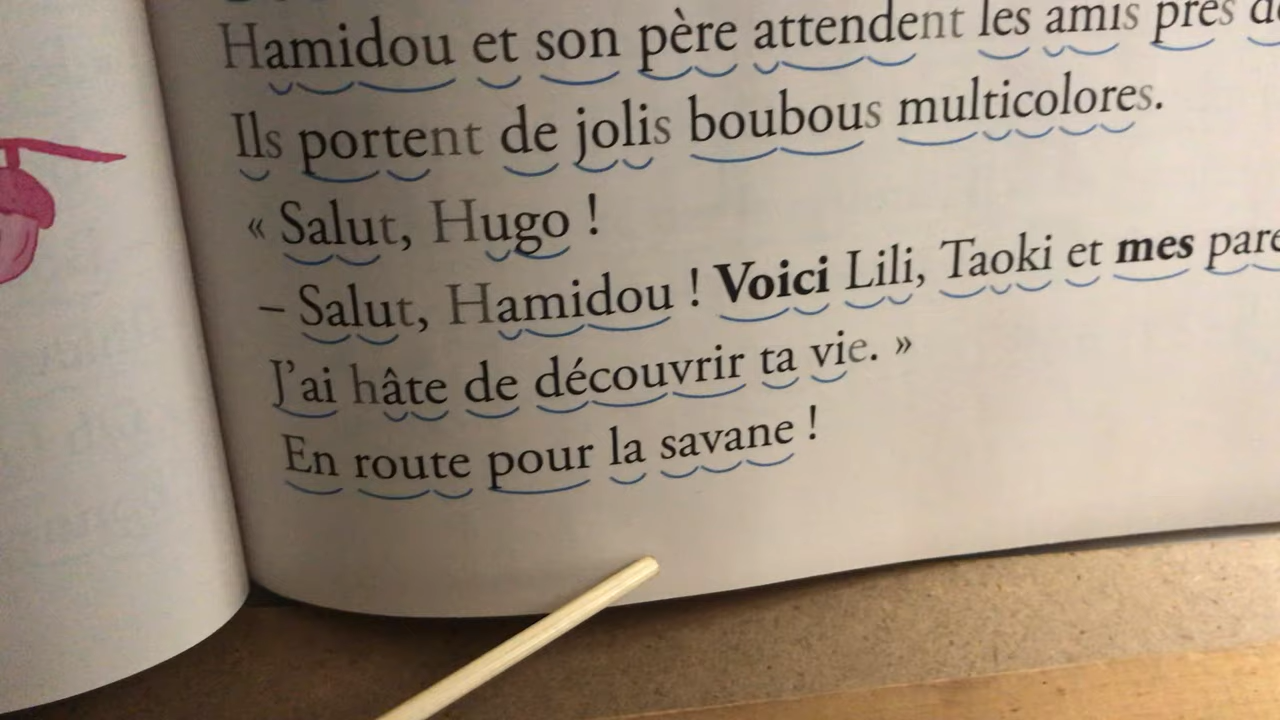 Hamidou et son père attendent les amis près
Ils portent de jolis boubous multicolores.
« Salut, Hugo !
– Salut, Hamidou ! Voici Lili, Taoki et mes pare
J'ai hâte de découvrir ta vie. »
En route pour la savane !